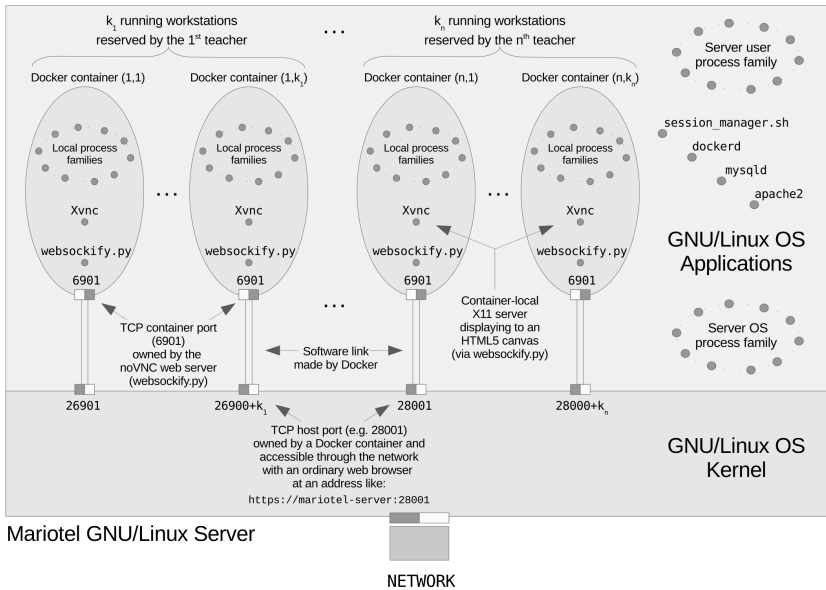 k1 running workstations
reserved by the 1st teacher
...
kn running workstations
reserved by the nth teacher
Server user
process family
Docker container (1,1)
Docker container (1,k1)
Docker container (n,1)
Docker container (n,kn)
session_manager.sh
dockerd
mysqld
apache2
Local process
families
Local process
families
Local process
families
Local process
families
...
...
Xvnc
Xvnc
Xvnc
Xvnc
websockify.py
websockify.py
websockify.py
websockify.py
6901
6901
6901
6901
GNU/Linux OS
Applications
...
TCP container port
(6901)
owned by the
noVNC web server
(websockify.py)
Software link
made by Docker
Container-local
X11 server
displaying to an
HTML5 canvas
(via websockify.py)
Server OS
process family
26901
26900+k1
28001
28000+kn
TCP host port (e.g. 28001)
owned by a Docker container and
accessible through the network
with an ordinary web browser
at an address like:
https://mariotel-server:28001
GNU/Linux OS
Kernel
Mariotel GNU/Linux Server
NETWORK